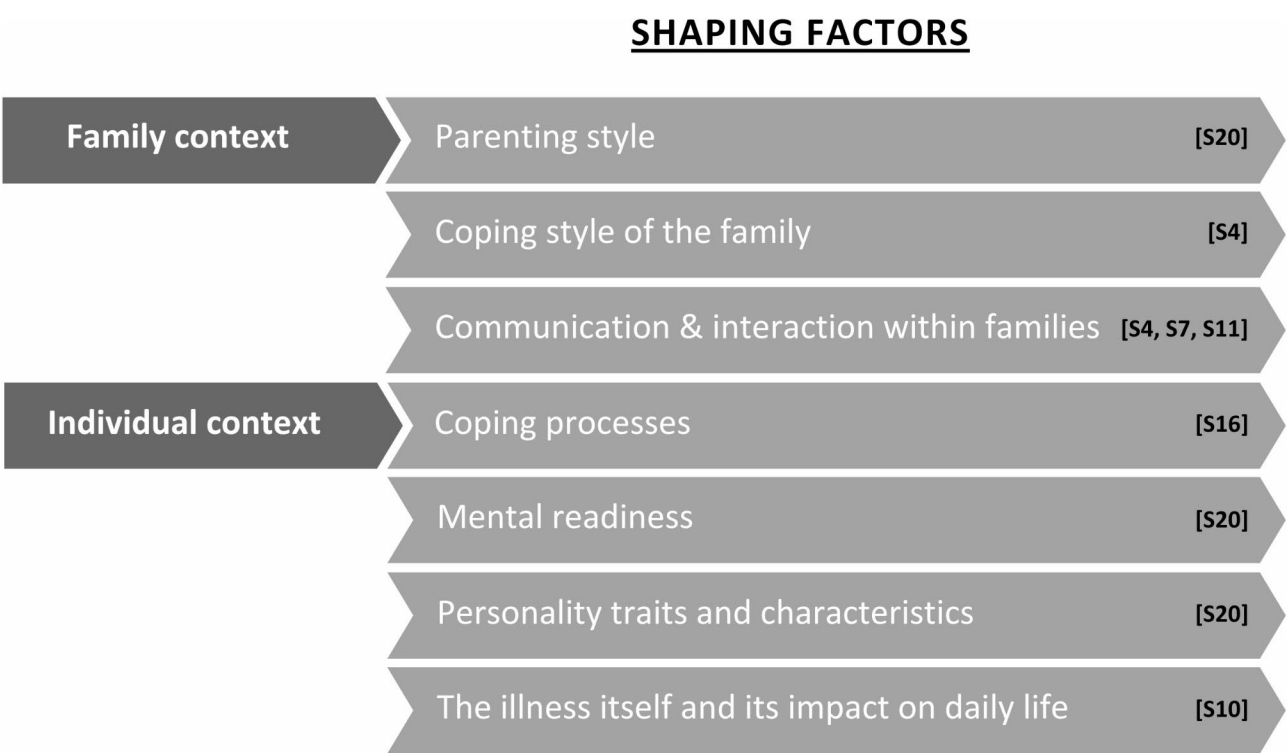 SHAPING FACTORS
Family context Parenting style [S20]
Coping style of the family [S4]
Communication & interaction within families [S4, S7, S11]
Individual context Coping processes [S16]
Mental readiness [S20]
Personality traits and characteristics [S20]
The illness itself and its impact on daily life [S10]